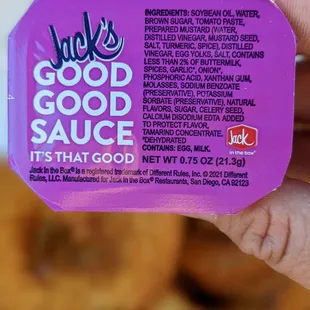 Jack's
GOOD
GOOD
SAUCE
IT'S THAT GOOD
INGREDIENTS: SOYBEAN OIL, WATER,
BROWN SUGAR, TOMATO PASTE,
PREPARED MUSTARD (WATER,
DISTILLED VINEGAR, MUSTARD SEED,
SALT, TURMERIC, SPICE), DISTILLED
VINEGAR, EGG YOLKS, SALT, CONTAINS
LESS THAN 2% OF BUTTERMILK,
SPICES, GARLIC*, ONION*,
PHOSPHORIC ACID, XANTHAN GUM,
MOLASSES, SODIUM BENZOATE
(PRESERVATIVE), POTASSIUM
SORBATE (PRESERVATIVE), NATURAL
FLAVORS, SUGAR, CELERY SEED,
CALCIUM DISODIUM EDTA ADDED
TO PROTECT FLAVOR,
TAMARIND CONCENTRATE.
*DEHYDRATED
CONTAINS: EGG, MILK.
Jack
in the box®
NET WT 0.75 OZ (21.3g)
Jack in the Box® is a registered trademark of Different Rules, Inc. © 2021 Different
Rules, LLC. Manufactured for Jack in the Box® Restaurants, San Diego, CA 92123